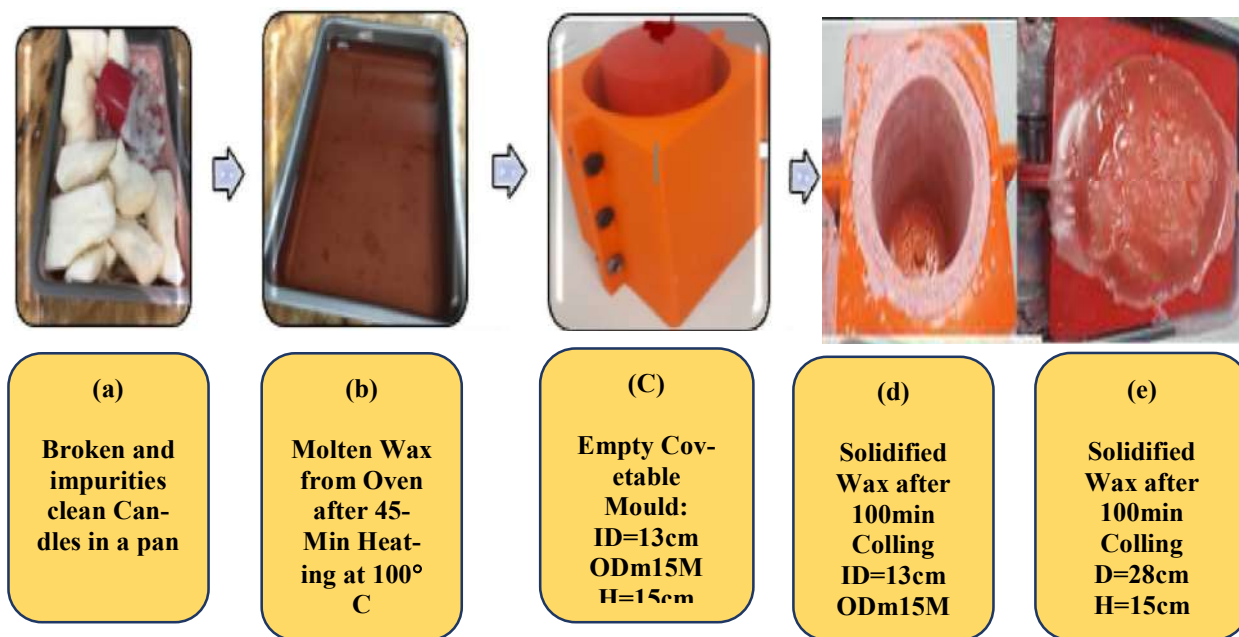 (a)
Broken and
impurities
clean Can-
dles in a pan
(b)
Molten Wax
from Oven
after 45-
Min Heat-
ing at 100°
C
(C)
Empty Cov-
etable
Mould:
ID=13cm
ODm15M
H=15cm
(d)
Solidified
Wax after
100min
Colling
ID=13cm
ODm15M
(e)
Solidified
Wax after
100min
Colling
D=28cm
H=15cm